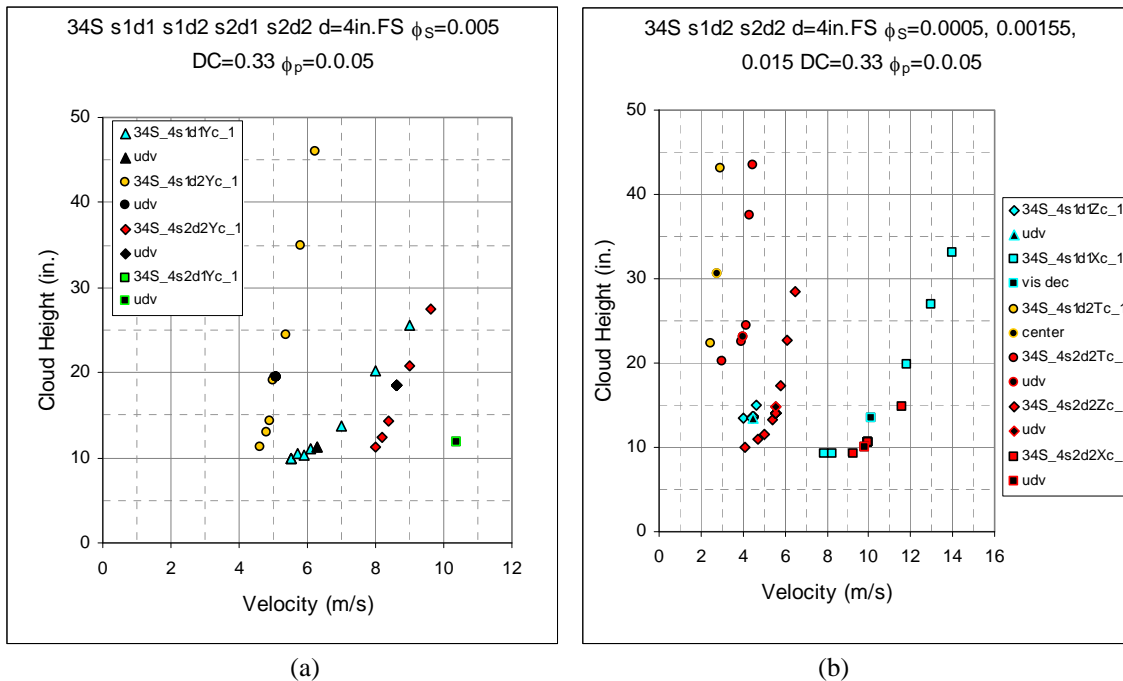 34S s1d1 s1d2 s2d1 s2d2 d=4in.FS ϕS=0.005
DC=0.33 ϕp=0.0.05
50
40
30
20
10
0
Cloud Height (in.)
34S_4s1d1Yc_1
udv
34S_4s1d2Yc_1
udv
34S_4s2d2Yc_1
udv
34S_4s2d1Yc_1
udv
0 2 4 6 8 10 12
Velocity (m/s)
(a)
34S s1d2 s2d2 d=4in.FS ϕS=0.0005, 0.00155,
0.015 DC=0.33 ϕp=0.0.05
50
40
30
20
10
0
Cloud Height (in.)
0 2 4 6 8 10 12 14 16
Velocity (m/s)
34S_4s1d1Zc_1
udv
34S_4s1d1Xc_1
vis dec
34S_4s1d2Tc_1
center
34S_4s2d2Tc_
udv
34S_4s2d2Zc_
udv
34S_4s2d2Xc_
udv
(b)